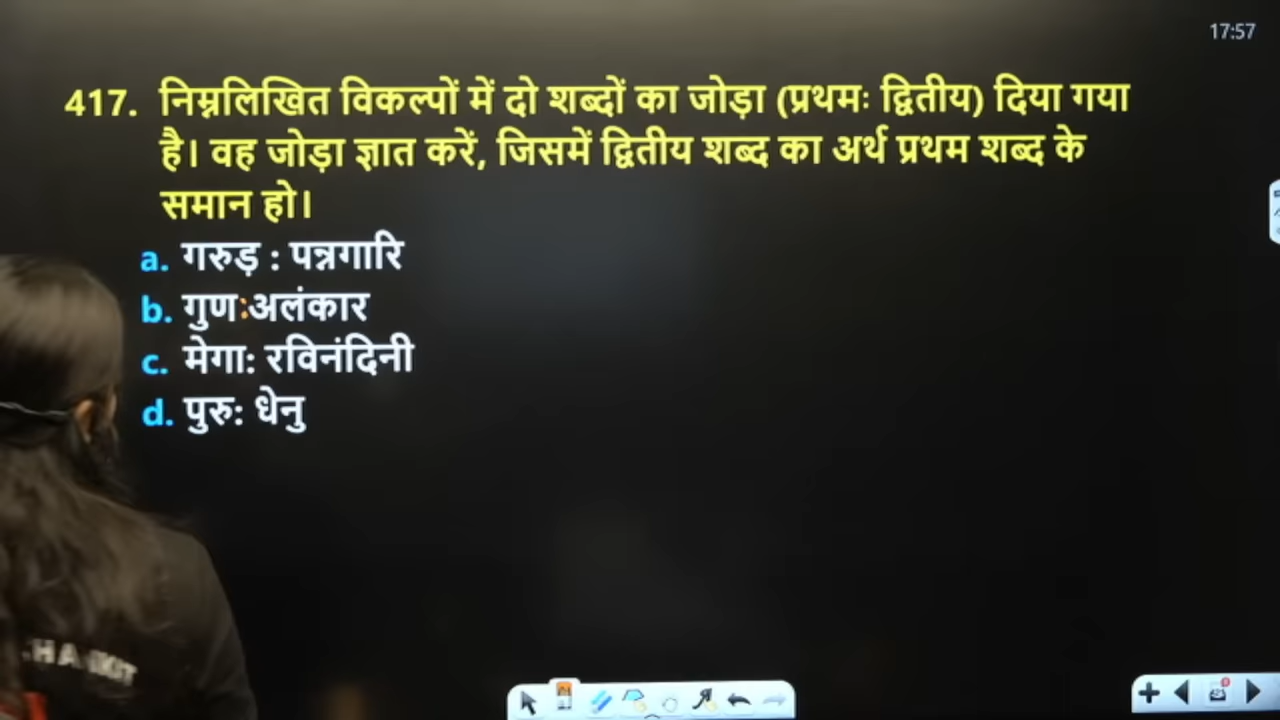 17:57
417. निम्नलिखित विकल्पों में दो शब्दों का जोड़ा (प्रथमः द्वितीय) दिया गया
है। वह जोड़ा ज्ञात करें, जिसमें द्वितीय शब्द का अर्थ प्रथम शब्द के
समान हो।
a. गरुड़ : पन्नगारि
b. गुण:अलंकार
c. मेगा: रविनंदिनी
d. पुरु: धेनु